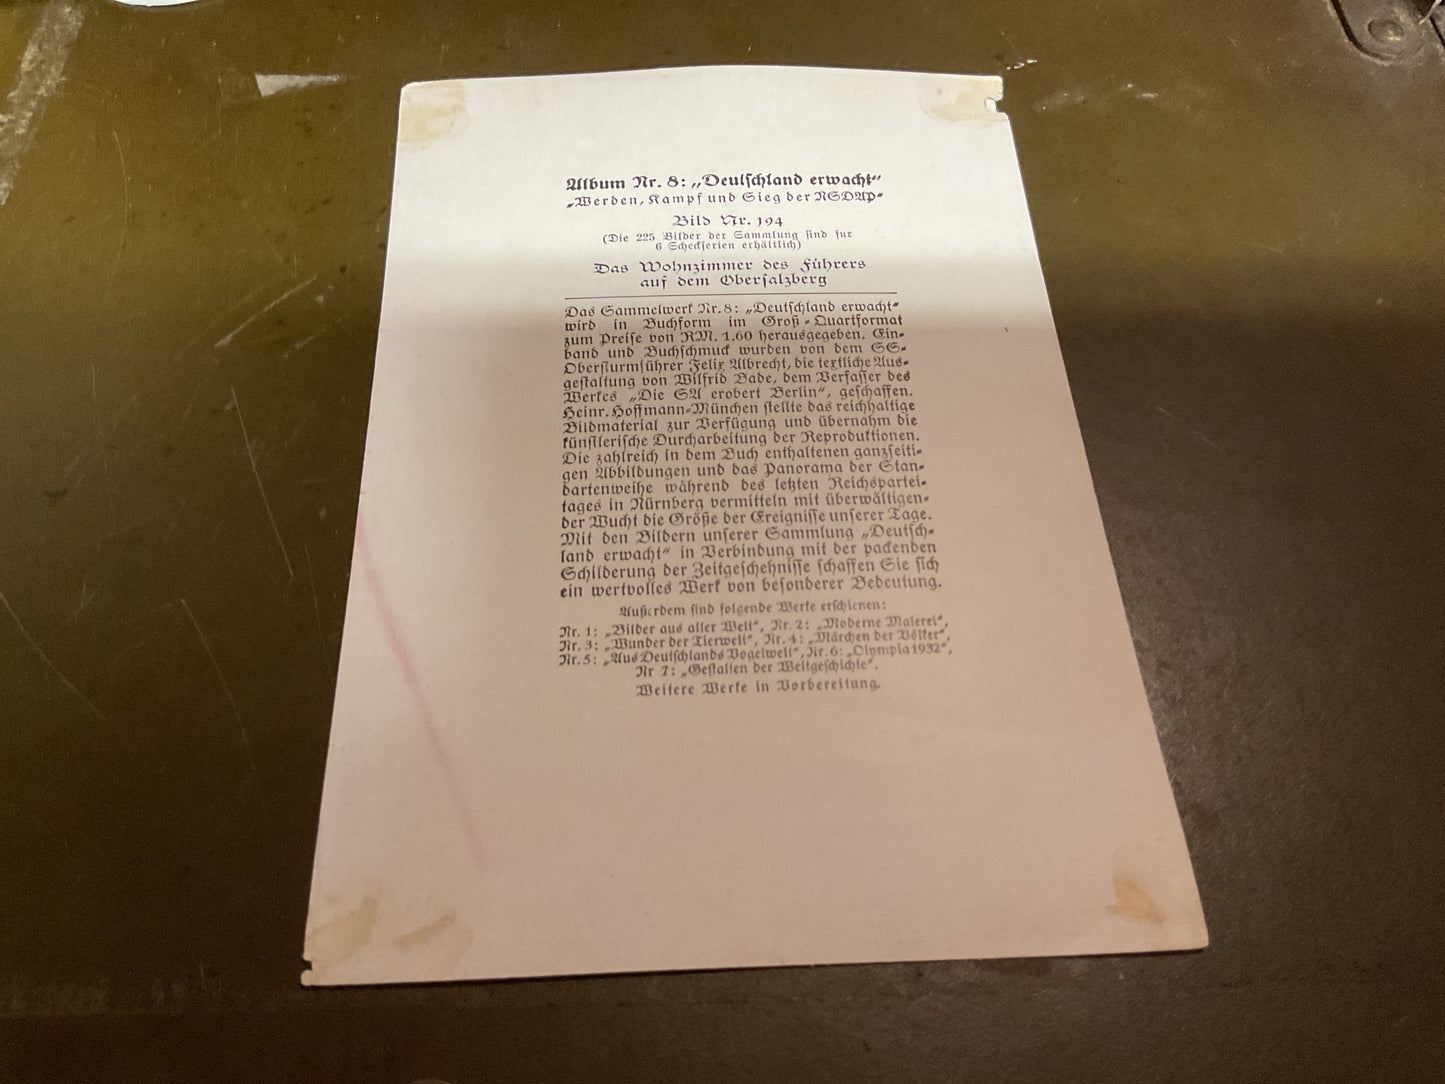 Album Nr. 8: „Deutschland erwacht“
„Werden, Kampf und Sieg der NSDAP“
Bild Nr. 194
(Die 225 Bilder der Sammlung sind für
6 Scheckserien erhältlich)
Das Wohnzimmer des Führers
auf dem Obersalzberg
Das Sammelwerk Nr. 8: „Deutschland erwacht“
wird in Buchform im Groß-Quartformat
zum Preise von RM. 1.60 herausgegeben. Ein-
band und Buchschmuck wurden von dem SS-
Obersturmführer Felix Albrecht, die textliche Aus-
gestaltung von Wilfrid Bade, dem Verfasser des
Werkes „Die SA erobert Berlin“, geschaffen.
Heinr. Hoffmann-München stellte das reichhaltige
Bildmaterial zur Verfügung und übernahm die
künstlerische Durcharbeitung der Reproduktionen.
Die zahlreich in dem Buch enthaltenen ganzseiti-
gen Abbildungen und das Panorama der Stan-
dartenweihe während des letzten Reichspartei-
tages in Nürnberg vermitteln mit überwältigen-
der Wucht die Größe der Ereignisse unserer Tage.
Mit den Bildern unserer Sammlung „Deutsch-
land erwacht“ in Verbindung mit der packenden
Schilderung der Zeitgeschehnisse schaffen Sie sich
ein wertvolles Werk von besonderer Bedeutung.
Außerdem sind folgende Werke erschienen:
Nr. 1: „Bilder aus aller Welt“, Nr. 2: „Moderne Malerei“,
Nr. 3: „Wunder der Tierwelt“, Nr. 4: „Märchen der Völker“,
Nr. 5: „Aus Deutschlands Vogelwelt“, Nr. 6: „Olympia 1932“,
Nr 7: „Gestalten der Weltgeschichte“.
Weitere Werke in Vorbereitung.